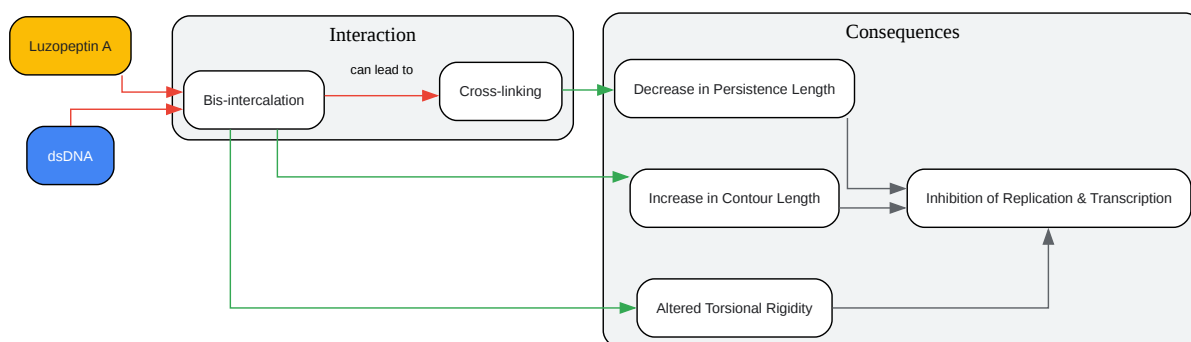 Luzopeptin A
dsDNA
Interaction
Bis-intercalation
can lead to
Cross-linking
Consequences
Decrease in Persistence Length
Increase in Contour Length
Inhibition of Replication & Transcription
Altered Torsional Rigidity